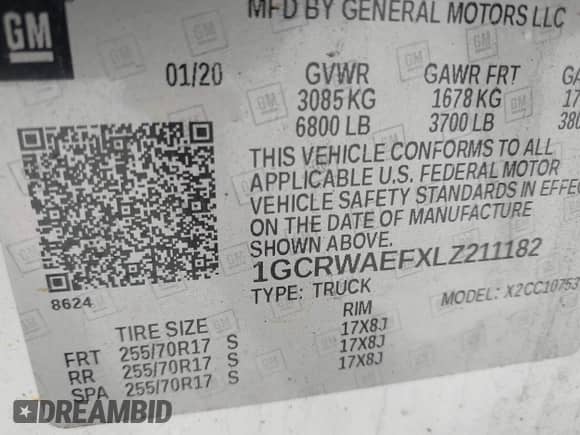 GM
MFD BY GENERAL MOTORS LLC
01/20 GVWR GAWR FRT
3085 KG 1678 KG
6800 LB 3700 LB
THIS VEHICLE CONFORMS TO ALL
APPLICABLE U.S. FEDERAL MOTOR
VEHICLE SAFETY STANDARDS IN EFFEC
ON THE DATE OF MANUFACTURE
SHOWN ABOVE.
1GCRWAEFXLZ211182
8624
TYPE: TRUCK MODEL: X2CC10753
TIRE SIZE RIM
FRT 255/70R17 S 17X8J
RR 255/70R17 S 17X8J
SPA 255/70R17 S 17X8J
DREAMBID